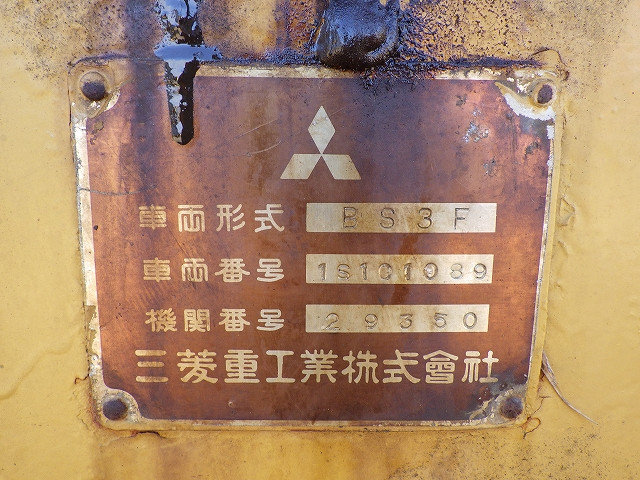 車両形式 BS3F
車両番号 1S101089
機関番号 29350
三菱重工業株式會社